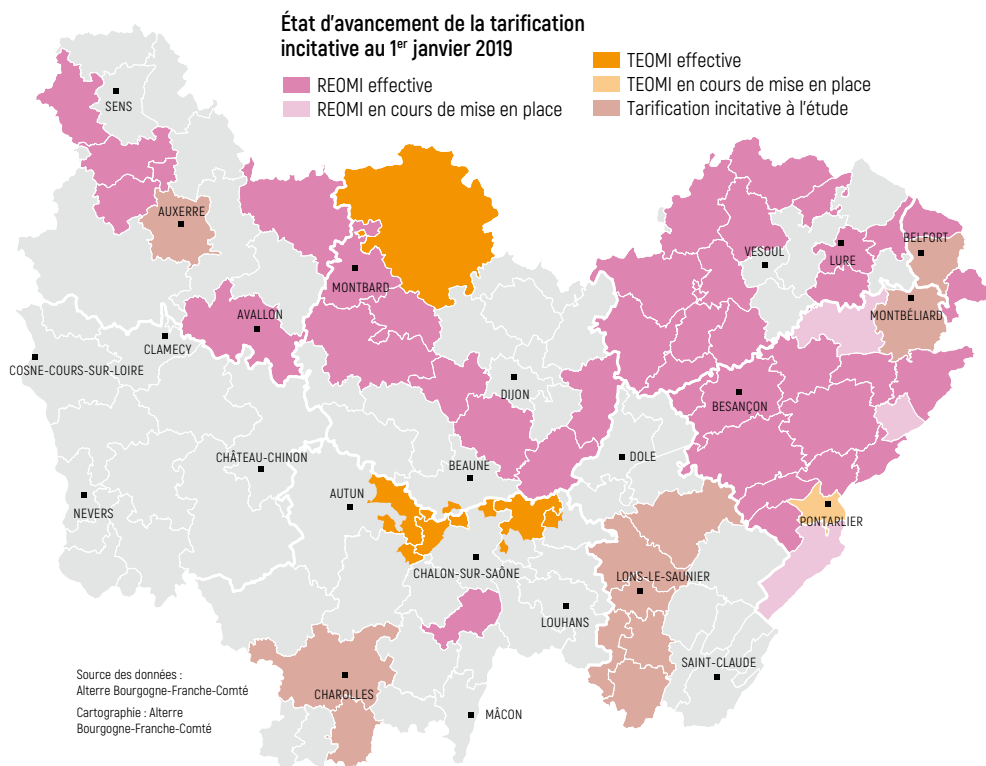 État d'avancement de la tarification
incitative au 1er janvier 2019
REOMI effective
REOMI en cours de mise en place
TEOMI effective
TEOMI en cours de mise en place
Tarification incitative à l'étude
SENS
AUXERRE
MONTBARD
AVALLON
CLAMECY
COSNE-COURS-SUR-LOIRE
VESOUL
LURE
BELFORT
MONTBÉLIARD
DIJON
BESANÇON
CHÂTEAU-CHINON
NEVERS
AUTUN
BEAUNE
DOLE
PONTARLIER
CHALON-SUR-SAÔNE
LONS-LE-SAUNIER
LOUHANS
SAINT-CLAUDE
CHAROLLES
MÂCON
Source des données :
Alterre Bourgogne-Franche-Comté
Cartographie : Alterre
Bourgogne-Franche-Comté